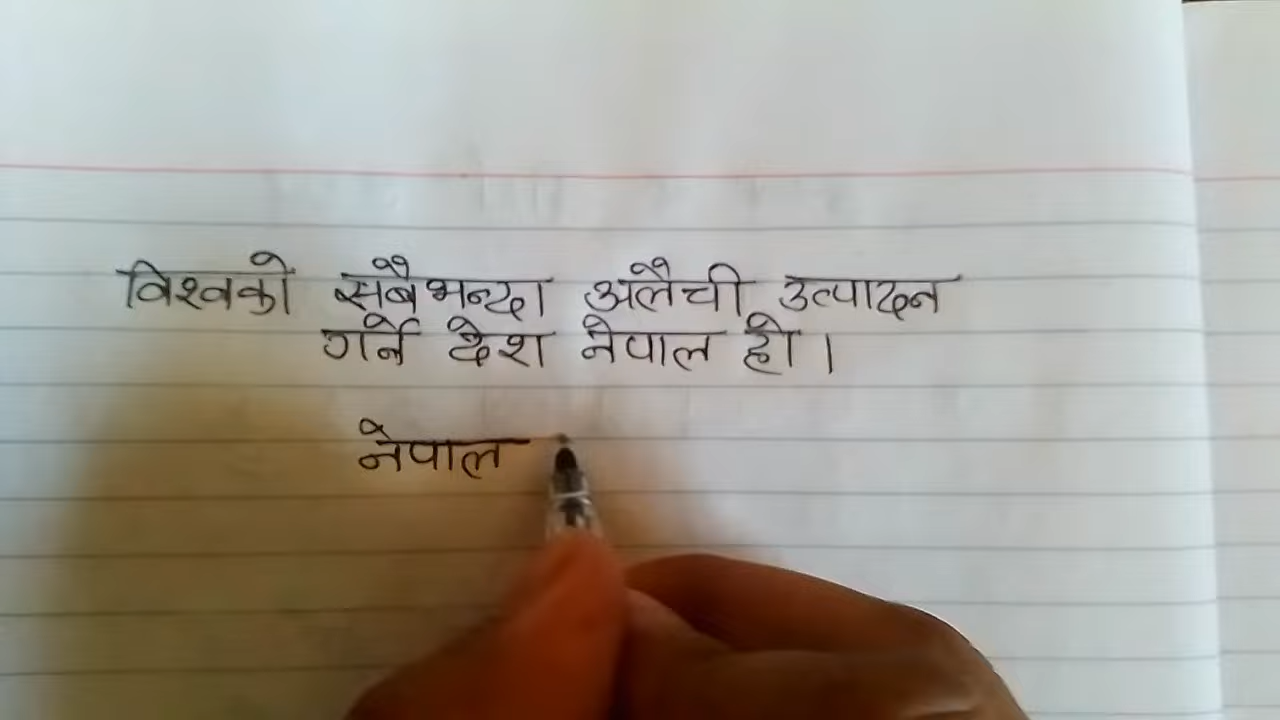 विश्वको सबैभन्दा अलैची उत्पादन
गर्ने देश नेपाल हो ।
नेपाल